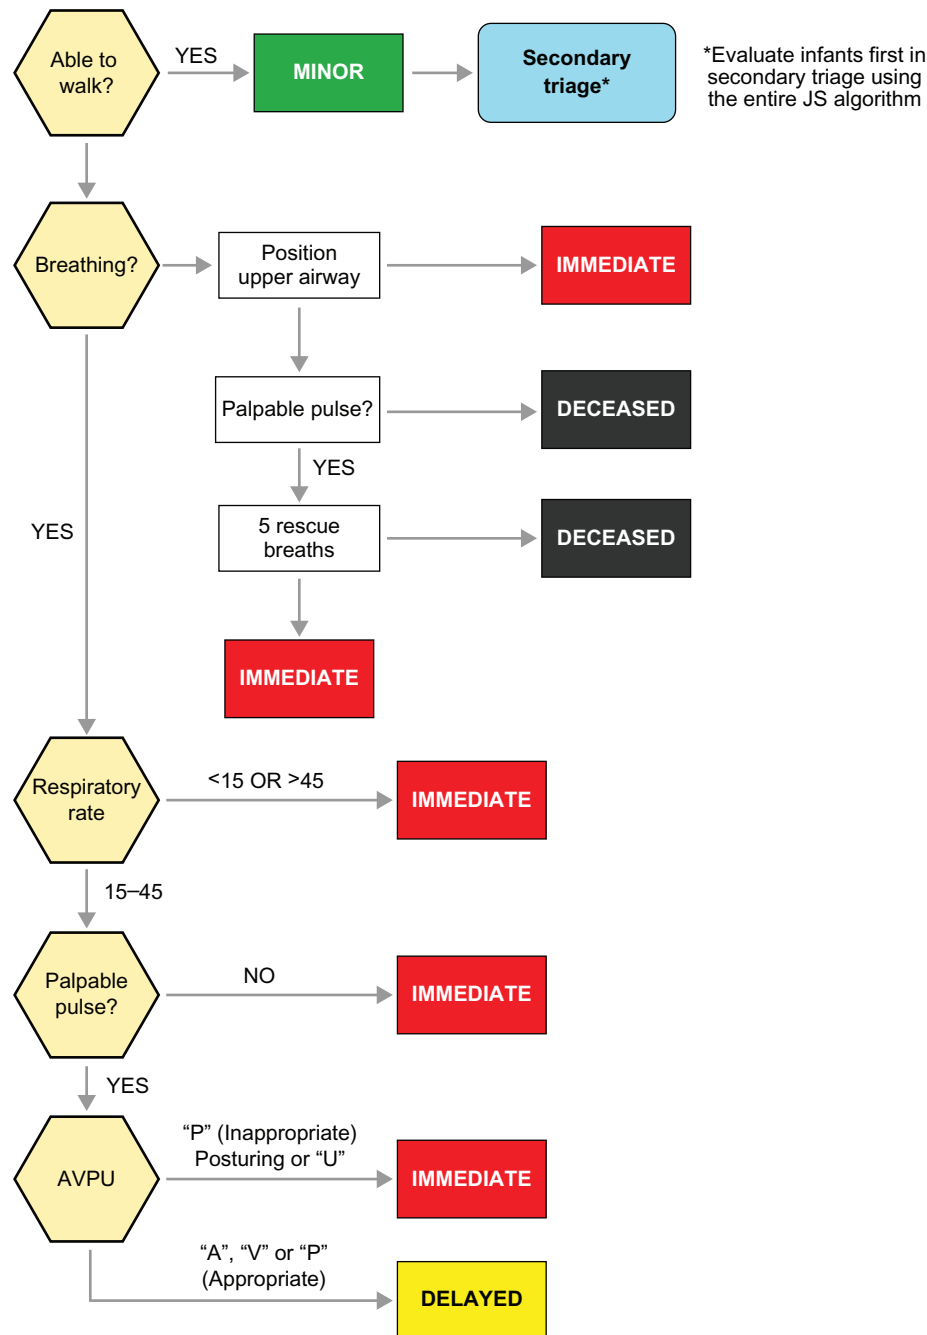 Able to
walk?
YES
MINOR
Secondary
triage*
*Evaluate infants first in
secondary triage using
the entire JS algorithm
Breathing?
Position
upper airway
IMMEDIATE
Palpable pulse?
DECEASED
YES
5 rescue
breaths
DECEASED
YES
IMMEDIATE
Respiratory
rate
<15 OR >45
IMMEDIATE
15–45
Palpable
pulse?
NO
IMMEDIATE
YES
AVPU
“P” (Inappropriate)
Posturing or “U”
IMMEDIATE
“A”, “V” or “P”
(Appropriate)
DELAYED